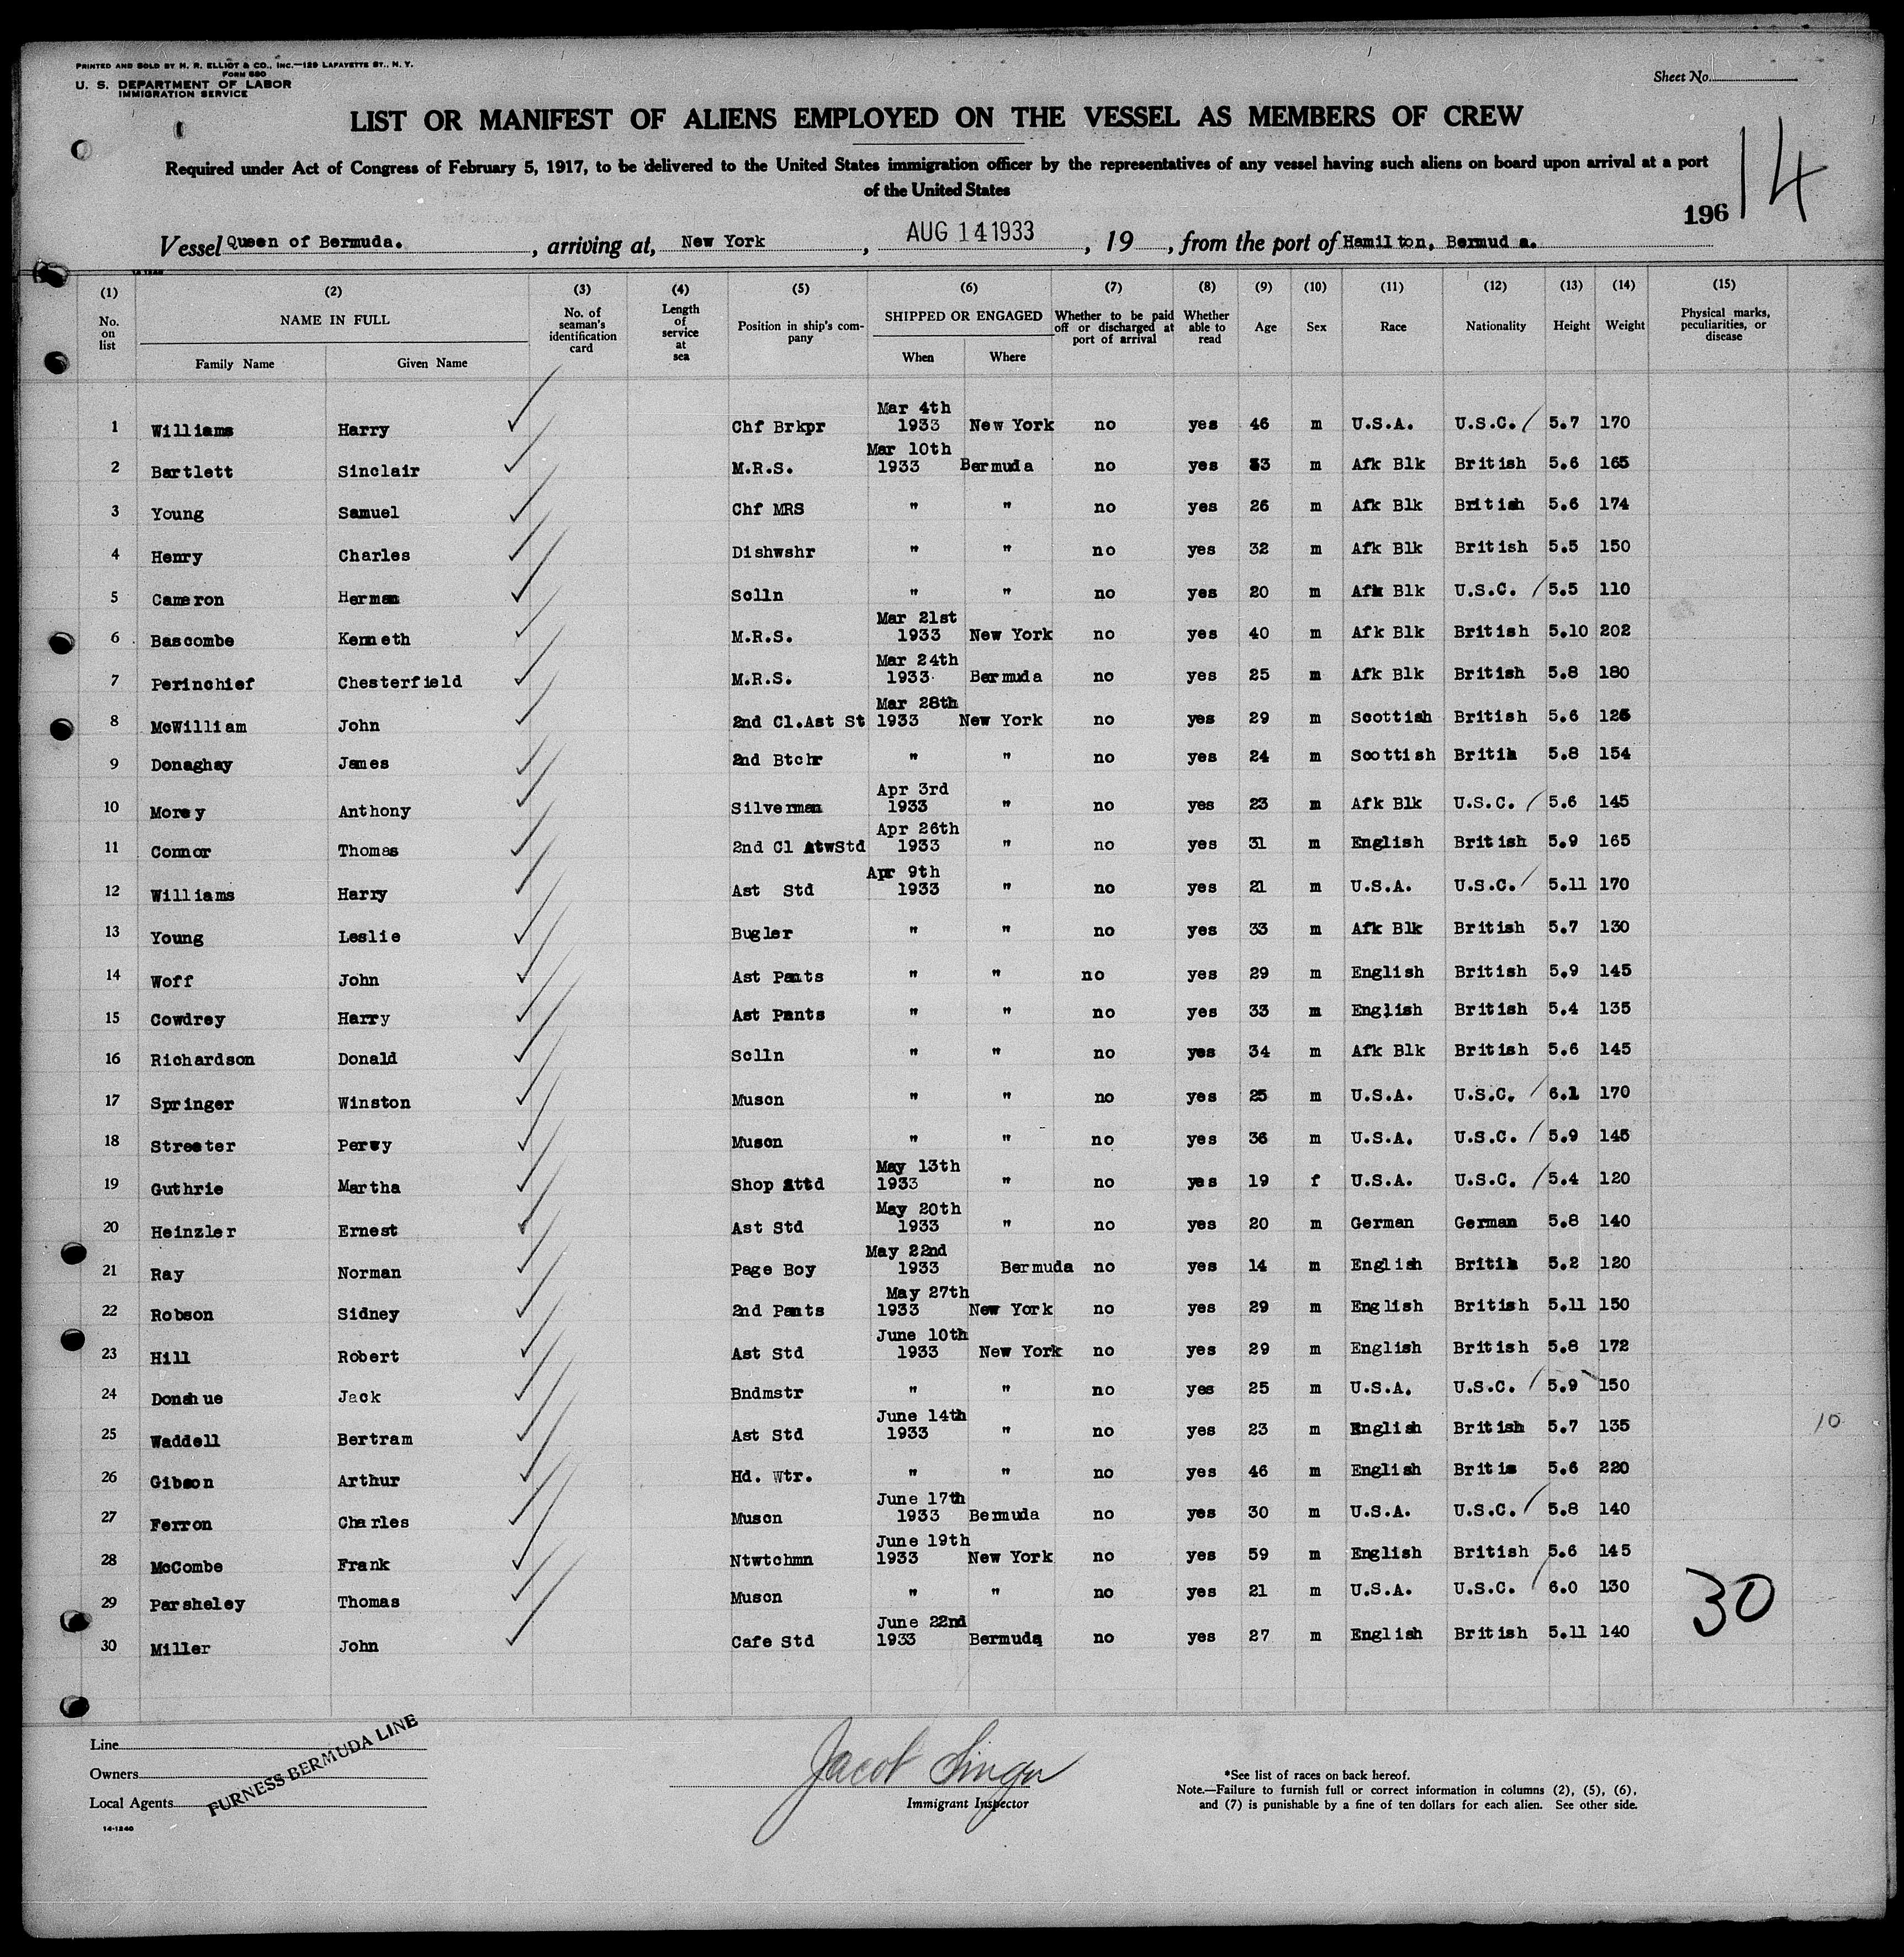 PRINTED AND SOLD BY H. R. ELLIOT & CO., INC.—129 LAFAYETTE ST., N. Y.
FORM 680
U. S. DEPARTMENT OF LABOR
IMMIGRATION SERVICE
Sheet No.
LIST OR MANIFEST OF ALIENS EMPLOYED ON THE VESSEL AS MEMBERS OF CREW
Required under Act of Congress of February 5, 1917, to be delivered to the United States immigration officer by the representatives of any vessel having such aliens on board upon arrival at a port
of the United States
14
196
Vessel Queen of Bermuda. , arriving at, New York , AUG 14 1933 , 19 , from the port of Hamilton, Bermud a.
(1) (2) (3) (4) (5) (6) (7) (8) (9) (10) (11) (12) (13) (14) (15)
No. on list NAME IN FULL Family Name Given Name No. of seaman's identification card Length of service at sea Position in ship's company SHIPPED OR ENGAGED When Where Whether to be paid off or discharged at port of arrival Whether able to read Age Sex Race Nationality Height Weight Physical marks, peculiarities, or disease
1 Williams Harry Chf Brkpr Mar 4th 1933 New York no yes 46 m U.S.A. U.S.C. 5.7 170
2 Bartlett Sinclair M.R.S. Mar 10th 1933 Bermuda no yes 53 m Afk Blk British 5.6 165
3 Young Samuel Chf MRS " " no yes 26 m Afk Blk British 5.6 174
4 Henry Charles Dishwshr " " no yes 32 m Afk Blk British 5.5 150
5 Cameron Herman Sclln " " no yes 20 m Afk Blk U.S.C. 5.5 110
6 Bascombe Kenneth M.R.S. Mar 21st 1933 New York no yes 40 m Afk Blk British 5.10 202
7 Perinchief Chesterfield M.R.S. Mar 24th 1933 Bermuda no yes 25 m Afk Blk British 5.8 180
8 McWilliam John 2nd Cl.Ast St Mar 28th 1933 New York no yes 29 m Scottish British 5.6 125
9 Donaghay James 2nd Btchr " " no yes 24 m Scottish Britih 5.8 154
10 Morey Anthony Silverman Apr 3rd 1933 " no yes 23 m Afk Blk U.S.C. 5.6 145
11 Connor Thomas 2nd Cl AtwStd Apr 26th 1933 " no yes 31 m English British 5.9 165
12 Williams Harry Ast Std Apr 9th 1933 " no yes 21 m U.S.A. U.S.C. 5.11 170
13 Young Leslie Bugler " " no yes 33 m Afk Blk British 5.7 130
14 Woff John Ast Pants " " no yes 29 m English British 5.9 145
15 Cowdrey Harry Ast Pants " " no yes 33 m English British 5.4 135
16 Richardson Donald Sclln " " no yes 34 m Afk Blk British 5.6 145
17 Springer Winston Muscn " " no yes 25 m U.S.A. U.S.C. 6.1 170
18 Streeter Percy Muscn " " no yes 36 m U.S.A. U.S.C. 5.9 145
19 Guthrie Martha Shop Attd May 13th 1933 " no yes 19 f U.S.A. U.S.C. 5.4 120
20 Heinzler Ernest Ast Std May 20th 1933 " no yes 20 m German German 5.8 140
21 Ray Norman Page Boy May 22nd 1933 Bermuda no yes 14 m English Britih 5.2 120
22 Robson Sidney 2nd Pants May 27th 1933 New York no yes 29 m English British 5.11 150
23 Hill Robert Ast Std June 10th 1933 New York no yes 29 m English British 5.8 172
24 Donahue Jack Bndmstr " " no yes 25 m U.S.A. U.S.C. 5.9 150
25 Waddell Bertram Ast Std June 14th 1933 " no yes 23 m English British 5.7 135 10
26 Gibson Arthur Hd. Wtr. " " no yes 46 m English Britis 5.6 220
27 Ferron Charles Muscn June 17th 1933 Bermuda no yes 30 m U.S.A. U.S.C. 5.8 140
28 McCombe Frank Ntwtchmn June 19th 1933 New York no yes 59 m English British 5.6 145
29 Parsheley Thomas Muscn " " no yes 21 m U.S.A. U.S.C. 6.0 130
30 Miller John Cafe Std June 22nd 1933 Bermuda no yes 27 m English British 5.11 140
30
Line
Owners
Local Agents
FURNESS BERMUDA LINE
Jacob Singer
Immigrant Inspector
*See list of races on back hereof.
Note.—Failure to furnish full or correct information in columns (2), (5), (6),
and (7) is punishable by a fine of ten dollars for each alien. See other side.
14-1240